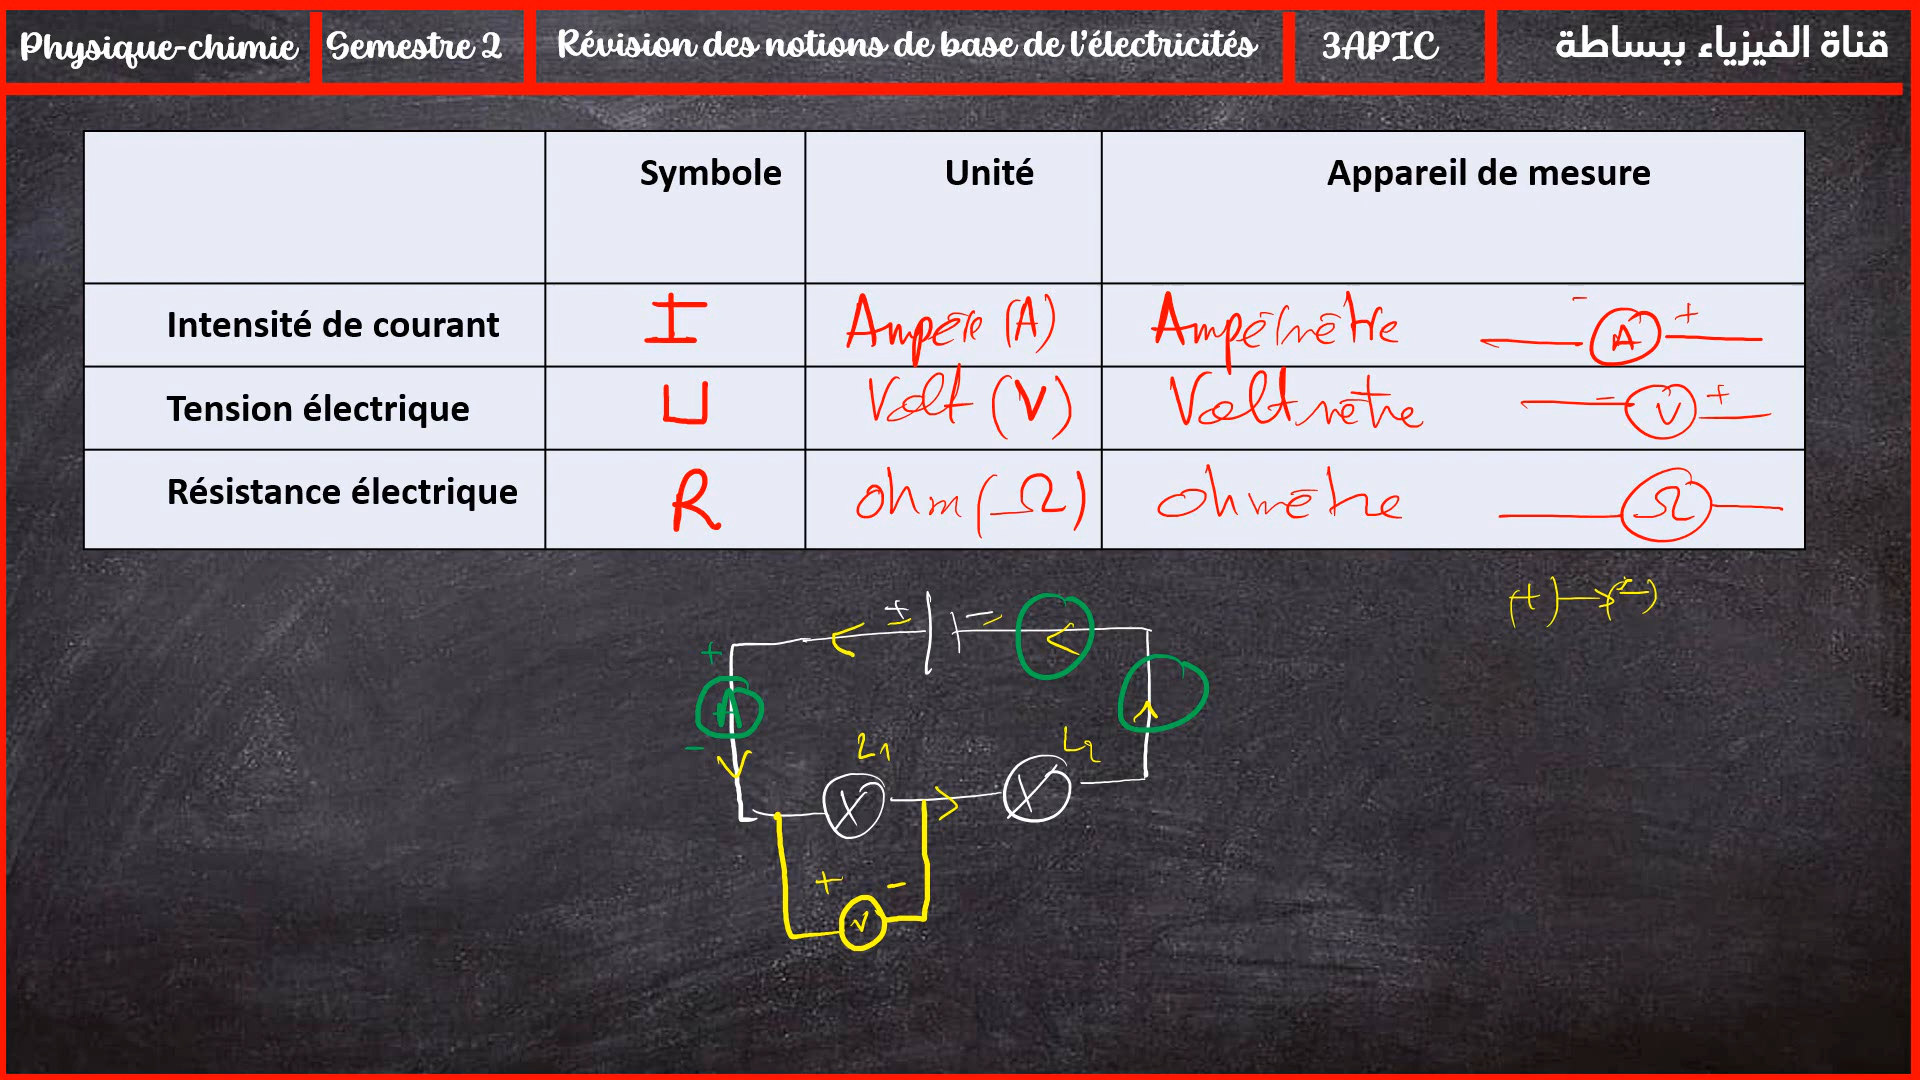 Physique-chimie Semestre 2 Révision des notions de base de l'électricités 3APIC قناة الفيزياء ببساطة
Symbole Unité Appareil de mesure
Intensité de courant I Ampère (A) Ampèrmètre - A +
Tension électrique U Volt (V) Voltmètre - V +
Résistance électrique R ohm (Ω) ohmètre Ω
(+) → (-)
+ -
+
A
-
L1 L2
+ -
V